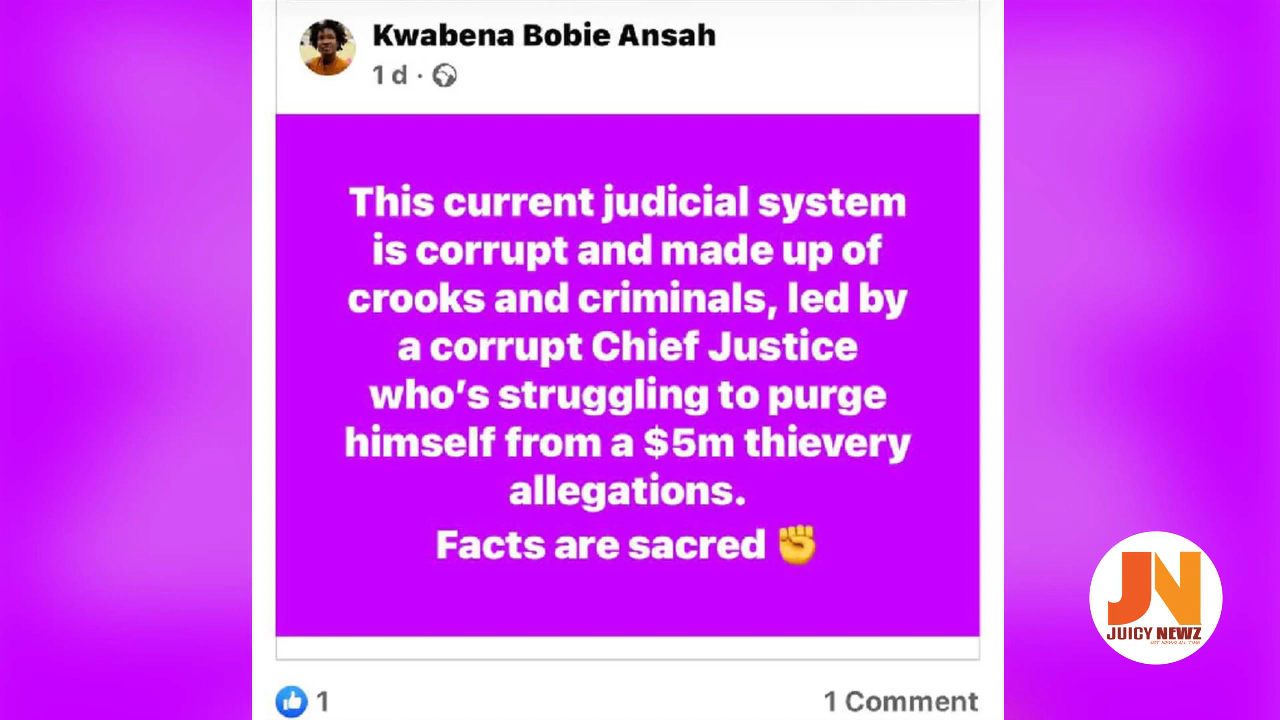 Kwabena Bobie Ansah
1 d ·
This current judicial system
is corrupt and made up of
crooks and criminals, led by
a corrupt Chief Justice
who's struggling to purge
himself from a $5m thievery
allegations.
Facts are sacred ✊
1
1 Comment
JN
JUICY NEWZ